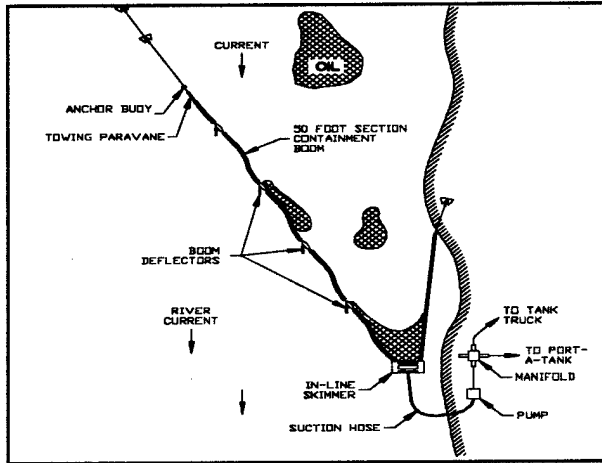 CURRENT
OIL
ANCHOR BUOY
TOWING PARAVANE
50 FOOT SECTION
CONTAINMENT
BOOM
BOOM
DEFLECTORS
RIVER
CURRENT
TO TANK
TRUCK
TO PORT-
A-TANK
MANIFOLD
IN-LINE
SKIMMER
PUMP
SUCTION HOSE